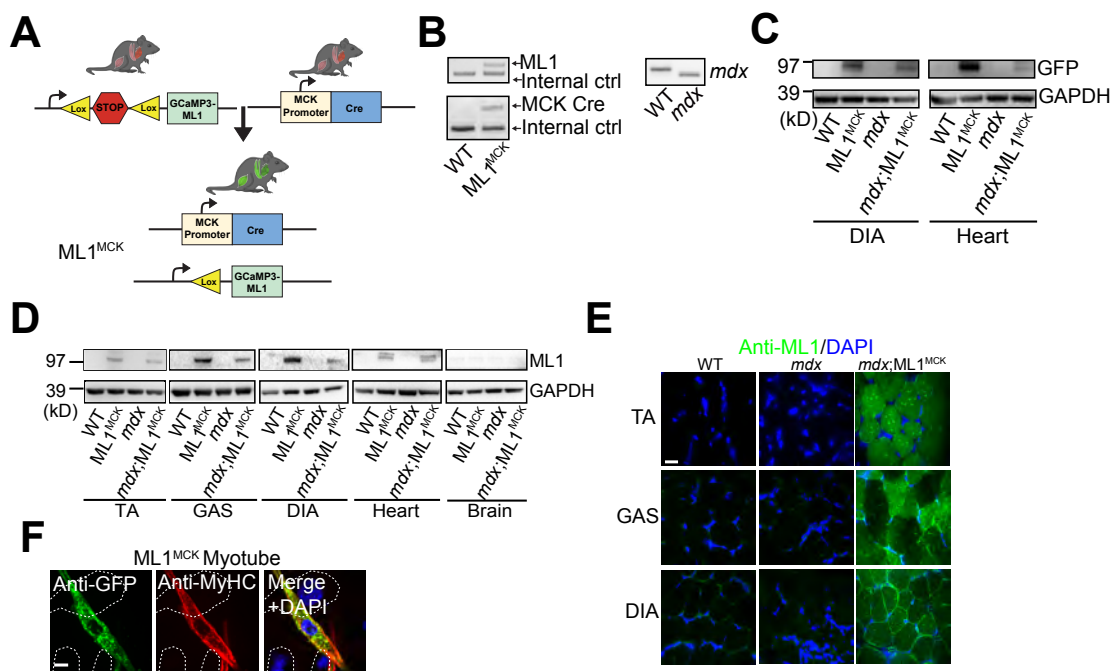 A
Lox
STOP
Lox
GCaMP3-
ML1
MCK
Promoter
Cre
MCK
Promoter
Cre
ML1MCK
Lox
GCaMP3-
ML1
B
ML1
Internal ctrl
MCK Cre
Internal ctrl
WT
ML1MCK
mdx
WT
mdx
C
97
39
(kD)
GFP
GAPDH
WT
ML1MCK
mdx
mdx;ML1MCK
WT
ML1MCK
mdx
mdx;ML1MCK
DIA
Heart
D
97
39
(kD)
ML1
GAPDH
WT
ML1MCK
mdx
mdx;ML1MCK
WT
ML1MCK
mdx
mdx;ML1MCK
WT
ML1MCK
mdx
mdx;ML1MCK
WT
ML1MCK
mdx
mdx;ML1MCK
WT
ML1MCK
mdx
mdx;ML1MCK
TA
GAS
DIA
Heart
Brain
E
Anti-ML1/DAPI
WT
mdx
mdx;ML1MCK
TA
GAS
DIA
F
ML1MCK Myotube
Anti-GFP
Anti-MyHC
Merge
+DAPI